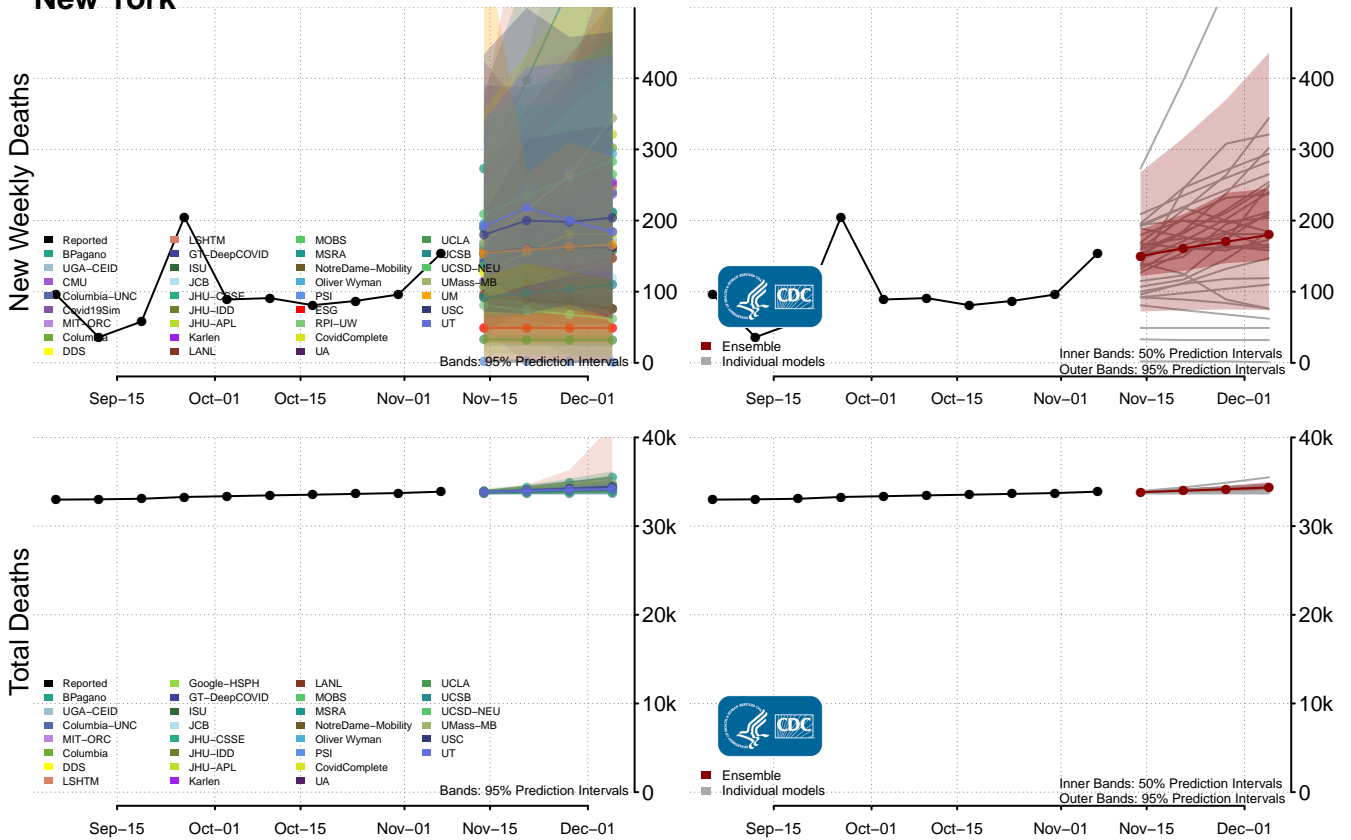 New York
New Weekly Deaths
400
300
200
100
0
Reported
BPagano
UGA−CEID
CMU
Columbia−UNC
Covid19Sim
MIT−ORC
Columbia
DDS
LSHTM
GT−DeepCOVID
ISU
JCB
JHU−CSSE
JHU−IDD
JHU−APL
Karlen
LANL
MOBS
MSRA
NotreDame−Mobility
Oliver Wyman
PSI
ESG
RPI−UW
CovidComplete
UA
UCLA
UCSB
UCSD−NEU
UMass−MB
UM
USC
UT
Bands: 95% Prediction Intervals
Sep−15 Oct−01 Oct−15 Nov−01 Nov−15 Dec−01
400
300
200
100
0
CDC
Ensemble
Individual models
Inner Bands: 50% Prediction Intervals
Outer Bands: 95% Prediction Intervals
Sep−15 Oct−01 Oct−15 Nov−01 Nov−15 Dec−01
Total Deaths
40k
30k
20k
10k
0
Reported
BPagano
UGA−CEID
Columbia−UNC
MIT−ORC
Columbia
DDS
LSHTM
Google−HSPH
GT−DeepCOVID
ISU
JCB
JHU−CSSE
JHU−IDD
JHU−APL
Karlen
LANL
MOBS
MSRA
NotreDame−Mobility
Oliver Wyman
PSI
CovidComplete
UA
UCLA
UCSB
UCSD−NEU
UMass−MB
USC
UT
Bands: 95% Prediction Intervals
Sep−15 Oct−01 Oct−15 Nov−01 Nov−15 Dec−01
40k
30k
20k
10k
0
CDC
Ensemble
Individual models
Inner Bands: 50% Prediction Intervals
Outer Bands: 95% Prediction Intervals
Sep−15 Oct−01 Oct−15 Nov−01 Nov−15 Dec−01